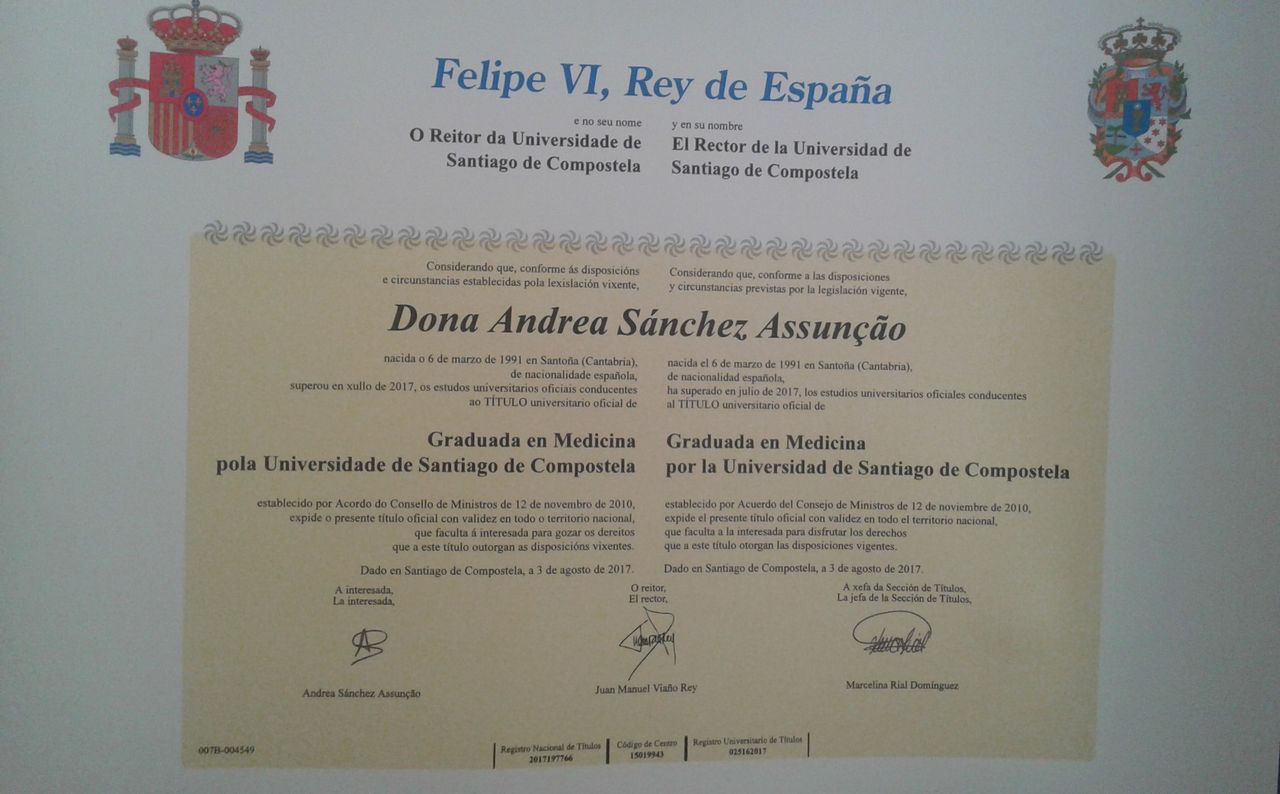 Felipe VI, Rey de España
e no seu nome
O Reitor da Universidade de
Santiago de Compostela
y en su nombre
El Rector de la Universidad de
Santiago de Compostela
Considerando que, conforme ás disposicións
e circunstancias establecidas pola lexislación vixente,
Considerando que, conforme a las disposiciones
y circunstancias previstas por la legislación vigente,
Dona Andrea Sánchez Assunção
nacida o 6 de marzo de 1991 en Santoña (Cantabria),
de nacionalidade española,
superou en xullo de 2017, os estudos universitarios oficiais conducentes
ao TÍTULO universitario oficial de
nacida el 6 de marzo de 1991 en Santoña (Cantabria),
de nacionalidad española,
ha superado en julio de 2017, los estudios universitarios oficiales conducentes
al TÍTULO universitario oficial de
Graduada en Medicina
pola Universidade de Santiago de Compostela
Graduada en Medicina
por la Universidad de Santiago de Compostela
establecido por Acordo do Consello de Ministros de 12 de novembro de 2010,
expide o presente título oficial con validez en todo o territorio nacional,
que faculta á interesada para gozar os dereitos
que a este título outorgan as disposicións vixentes.
establecido por Acuerdo del Consejo de Ministros de 12 de noviembre de 2010,
expide el presente título oficial con validez en todo el territorio nacional,
que faculta a la interesada para disfrutar los derechos
que a este título otorgan las disposiciones vigentes.
Dado en Santiago de Compostela, a 3 de agosto de 2017.
Dado en Santiago de Compostela, a 3 de agosto de 2017.
A interesada,
La interesada,
O reitor,
El rector,
A xefa da Sección de Títulos,
La jefa de la Sección de Títulos,
Andrea Sánchez Assunção
Juan Manuel Viaño Rey
Marcelina Rial Domínguez
007B-004549
Registro Nacional de Títulos
2017197766
Código de Centro
15019943
Registro Universitario de Títulos
025162017